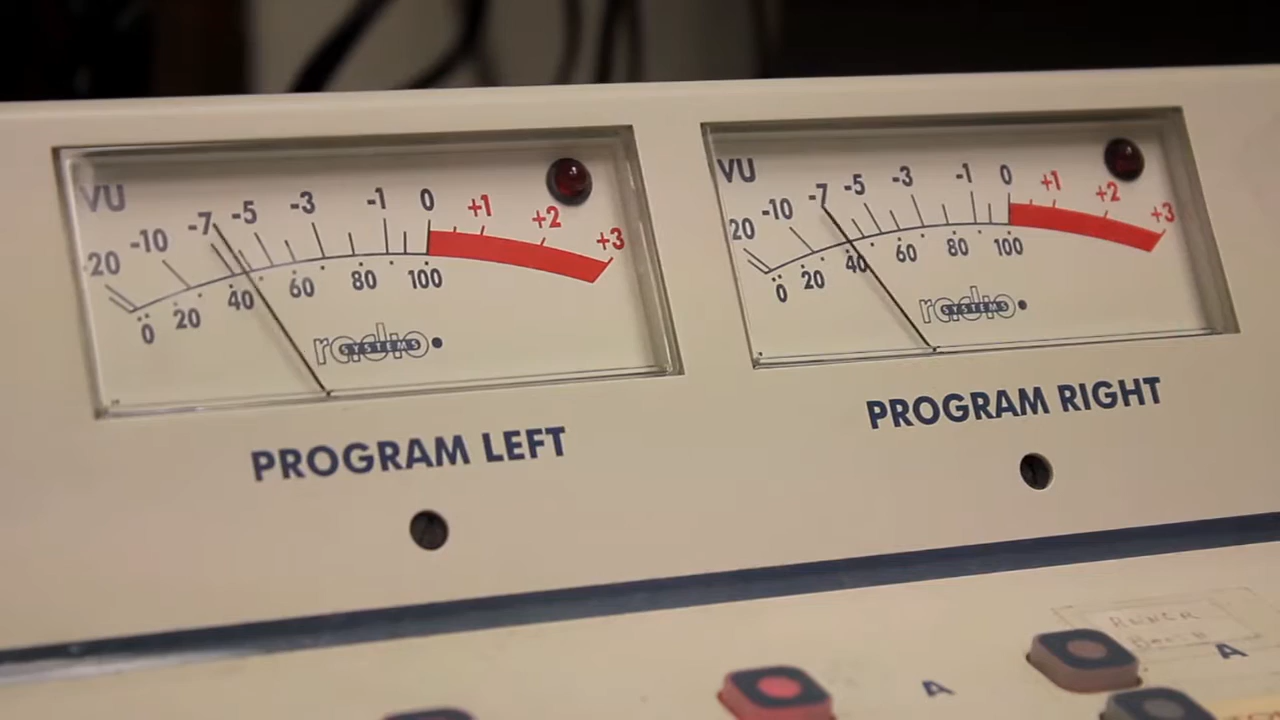 VU
-20 -10 -7 -5 -3 -1 0 +1 +2 +3
0 20 40 60 80 100
radio
SYSTEMS
PROGRAM LEFT
VU
20 -10 -7 -5 -3 -1 0 +1 +2 +3
0 20 40 60 80 100
radio
SYSTEMS
PROGRAM RIGHT
A
A